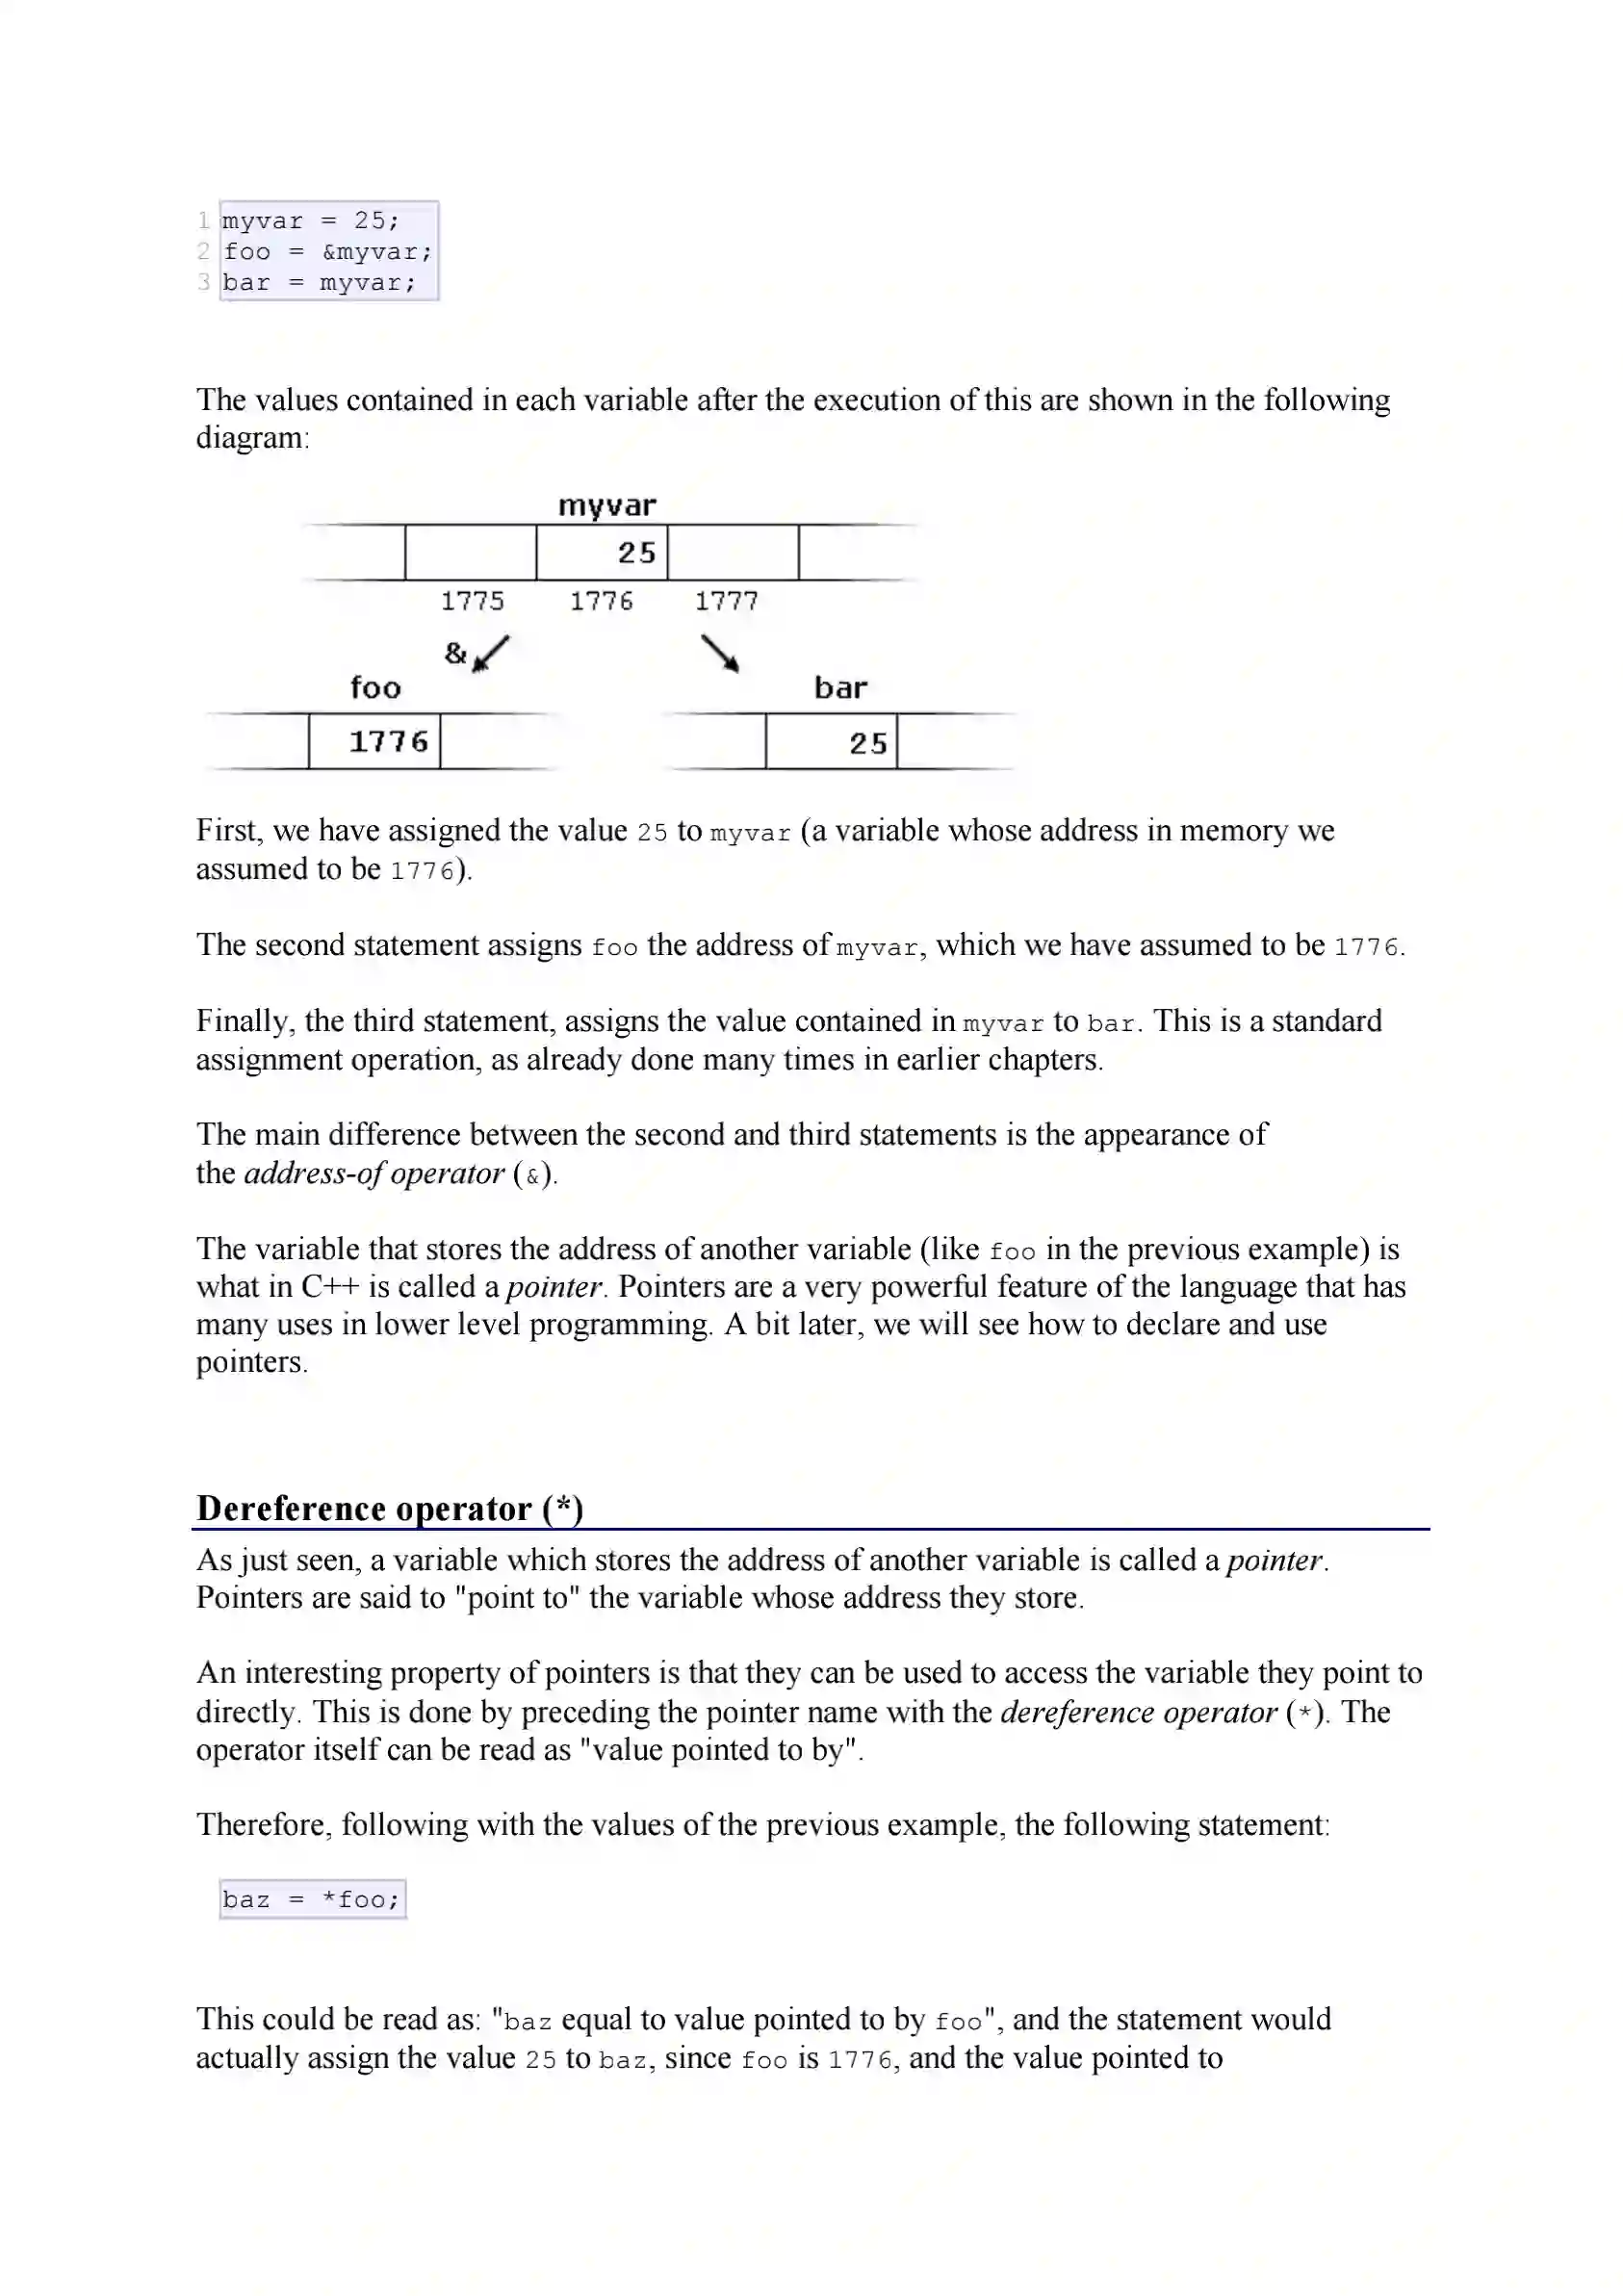 1 myvar = 25;
2 foo = &myvar;
3 bar = myvar;
The values contained in each variable after the execution of this are shown in the following
diagram:
myvar
25
1775 1776 1777
&
foo bar
1776 25
First, we have assigned the value 25 to myvar (a variable whose address in memory we
assumed to be 1776).
The second statement assigns foo the address of myvar, which we have assumed to be 1776.
Finally, the third statement, assigns the value contained in myvar to bar. This is a standard
assignment operation, as already done many times in earlier chapters.
The main difference between the second and third statements is the appearance of
the address-of operator (&).
The variable that stores the address of another variable (like foo in the previous example) is
what in C++ is called a pointer. Pointers are a very powerful feature of the language that has
many uses in lower level programming. A bit later, we will see how to declare and use
pointers.
Dereference operator (*)
As just seen, a variable which stores the address of another variable is called a pointer.
Pointers are said to "point to" the variable whose address they store.
An interesting property of pointers is that they can be used to access the variable they point to
directly. This is done by preceding the pointer name with the dereference operator (*). The
operator itself can be read as "value pointed to by".
Therefore, following with the values of the previous example, the following statement:
baz = *foo;
This could be read as: "baz equal to value pointed to by foo", and the statement would
actually assign the value 25 to baz, since foo is 1776, and the value pointed to